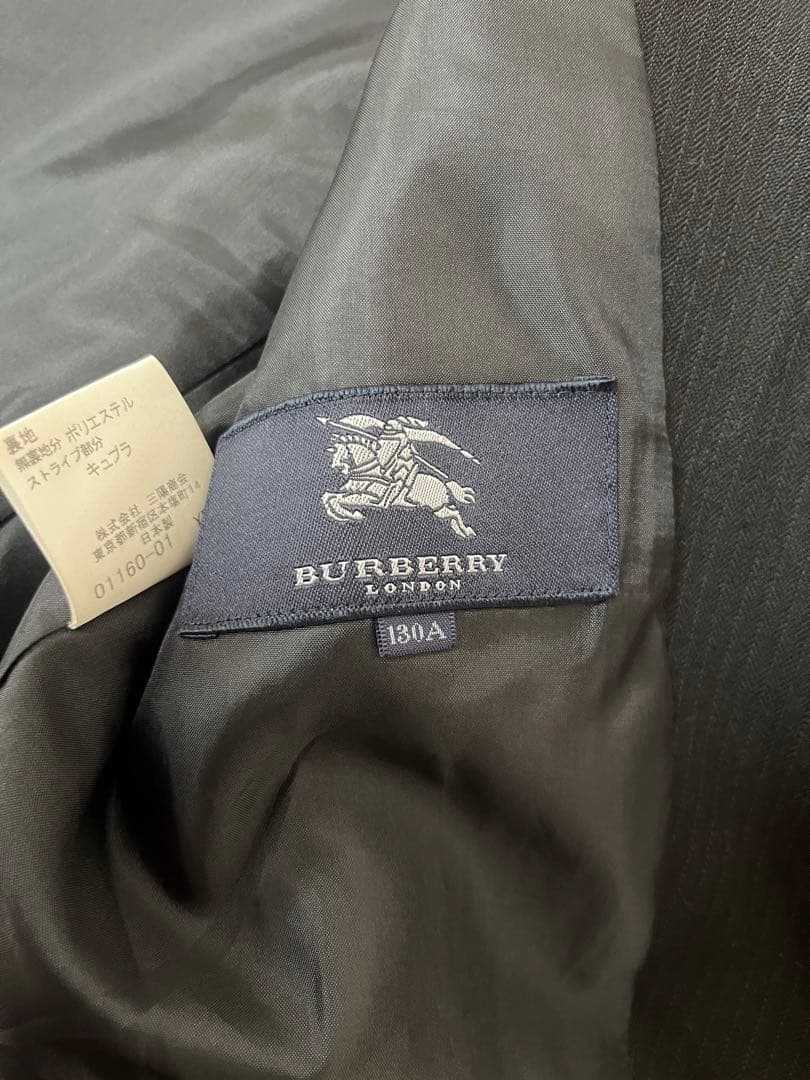 裏地
無裏地分 ポリエステル
ストライプ部分
キュプラ
株式会社 三陽商会
東京都新宿区本塩町14
日本製
01160-01
BURBERRY
LONDON
130A